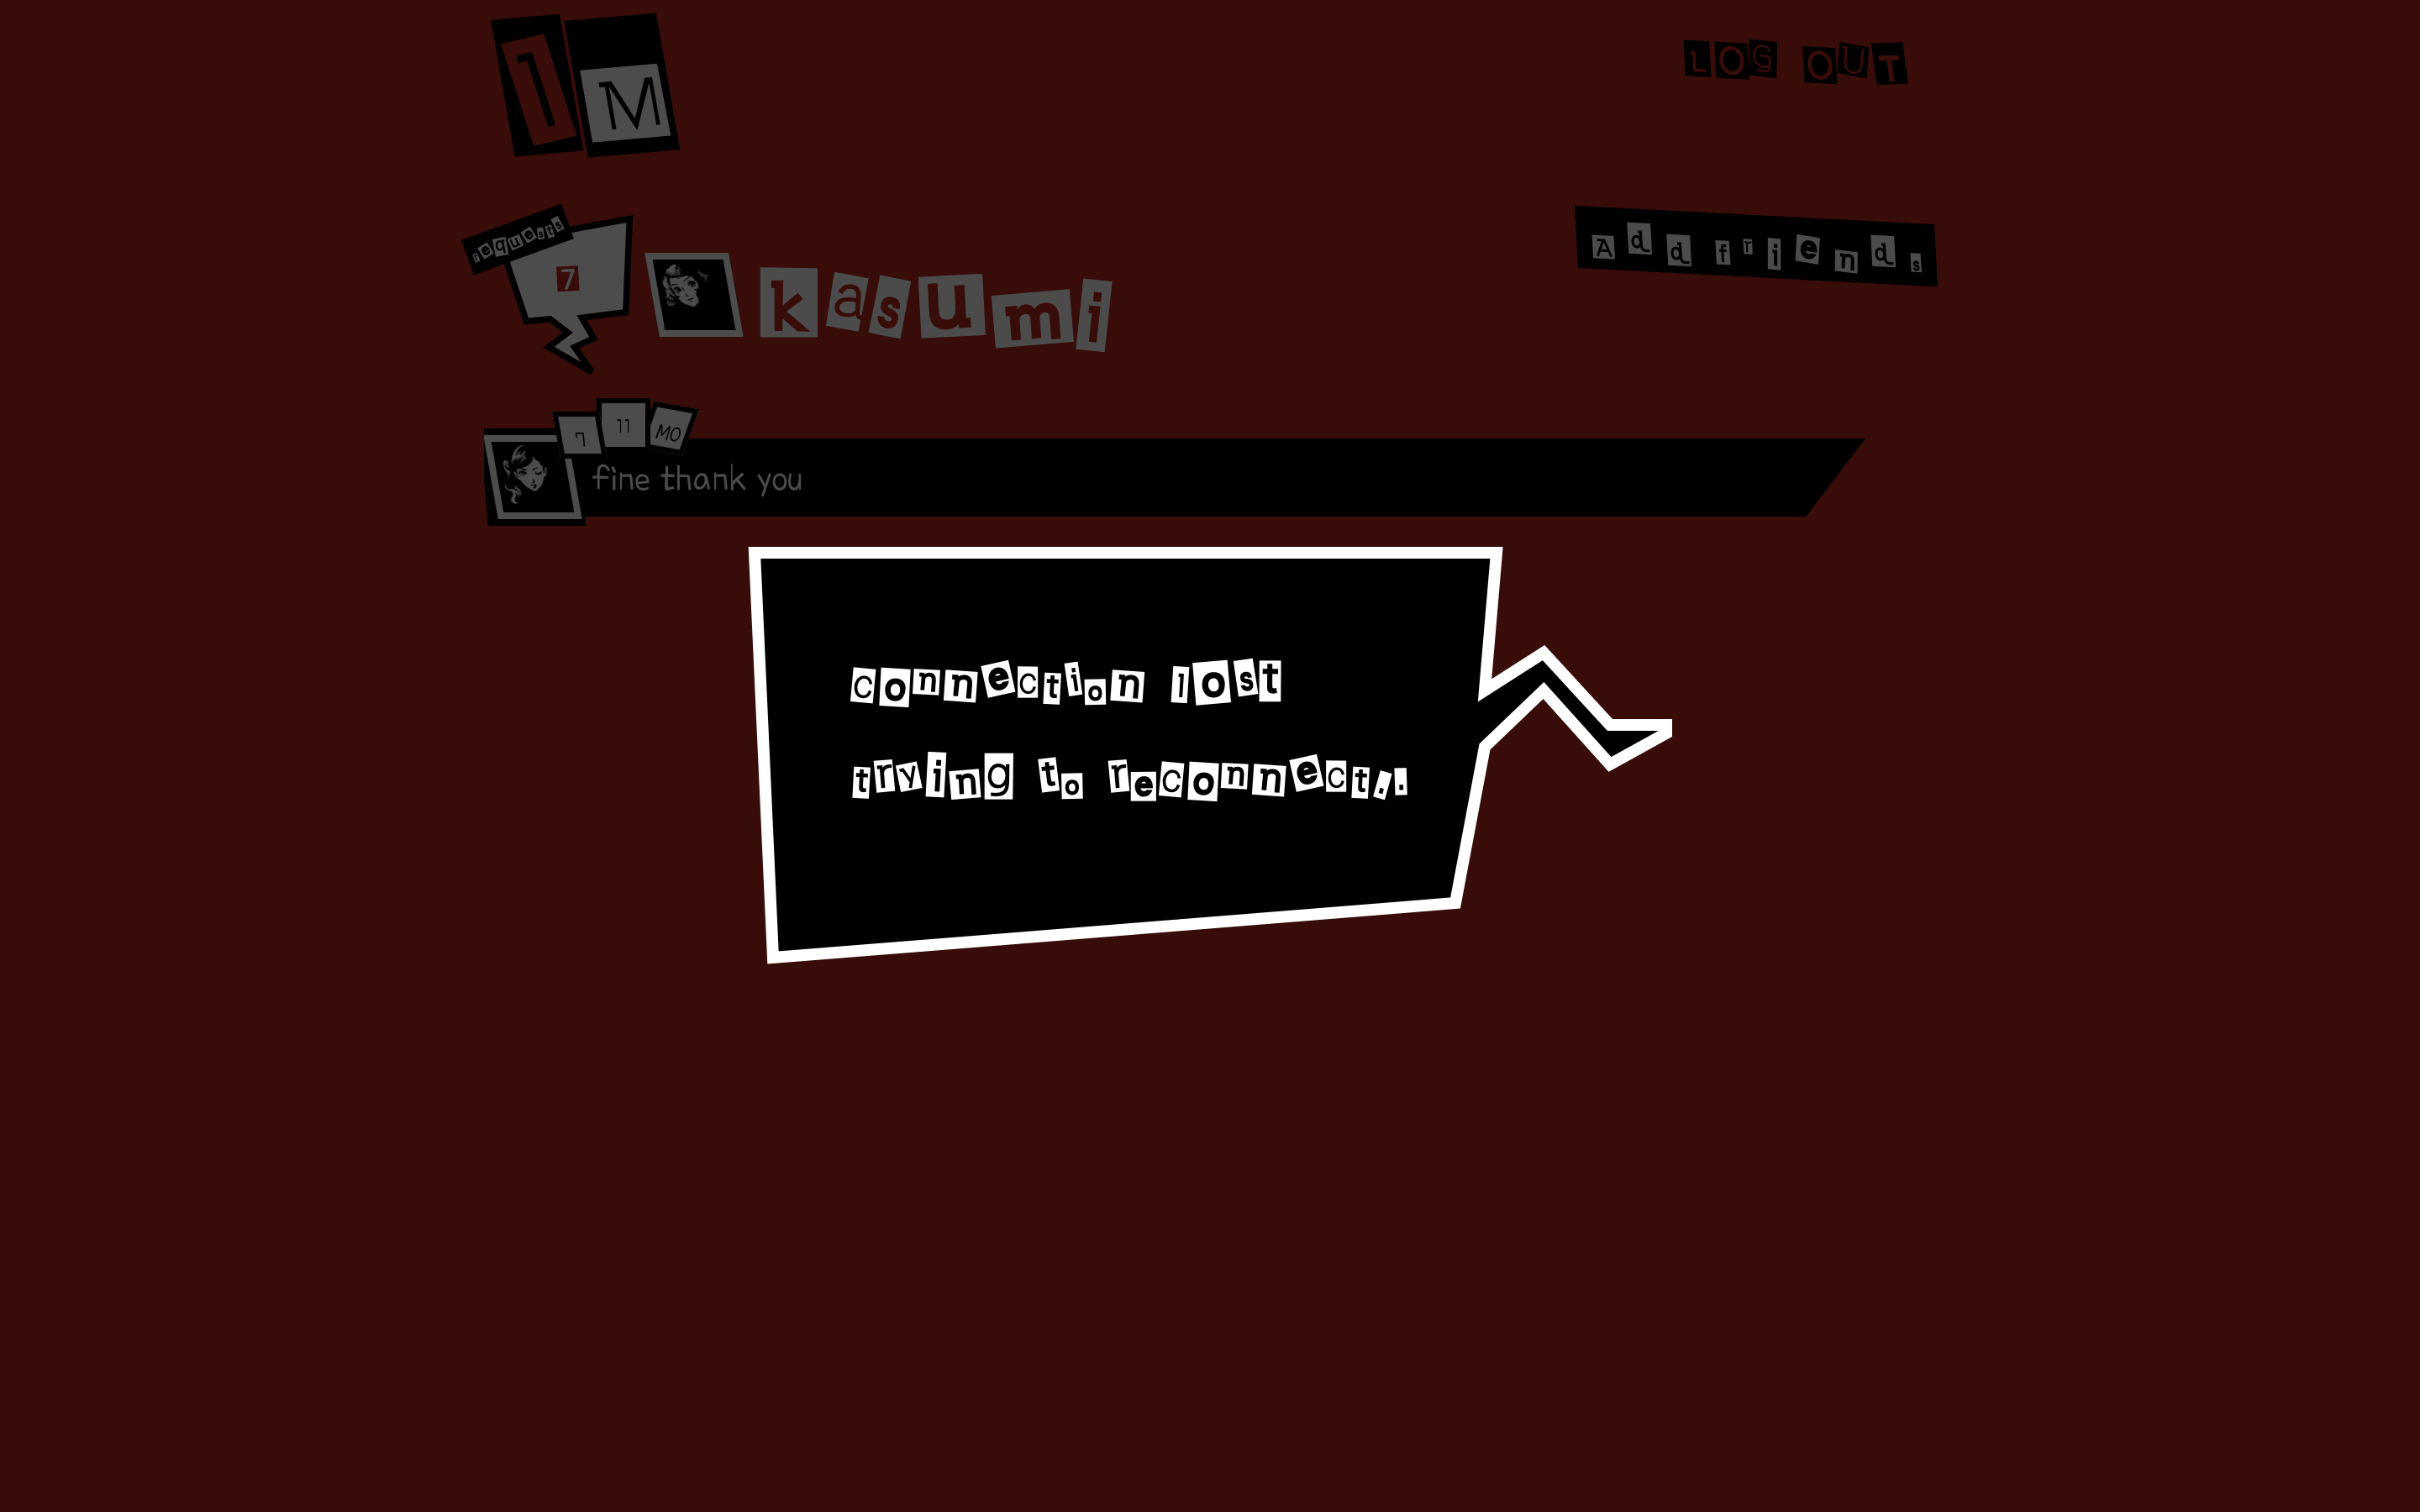 IM
LOG OUT
requests
7
kasumi
Add friends
7 11 MO
fine thank you
connection lost
trying to reconnect..